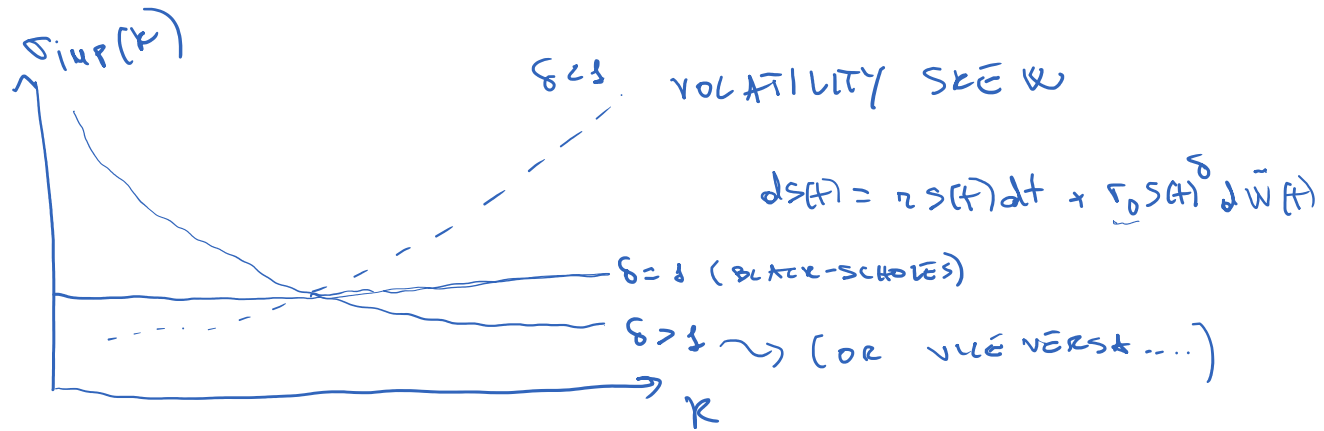 σimp(K)
δ<1 VOLATILITY SKEW
dS(t) = r S(t) dt + σ₀ S(t)^δ dW̃(t)
δ=1 (BLACK-SCHOLES)
δ>1 ⇝ (OR VICE VERSA.....)
K